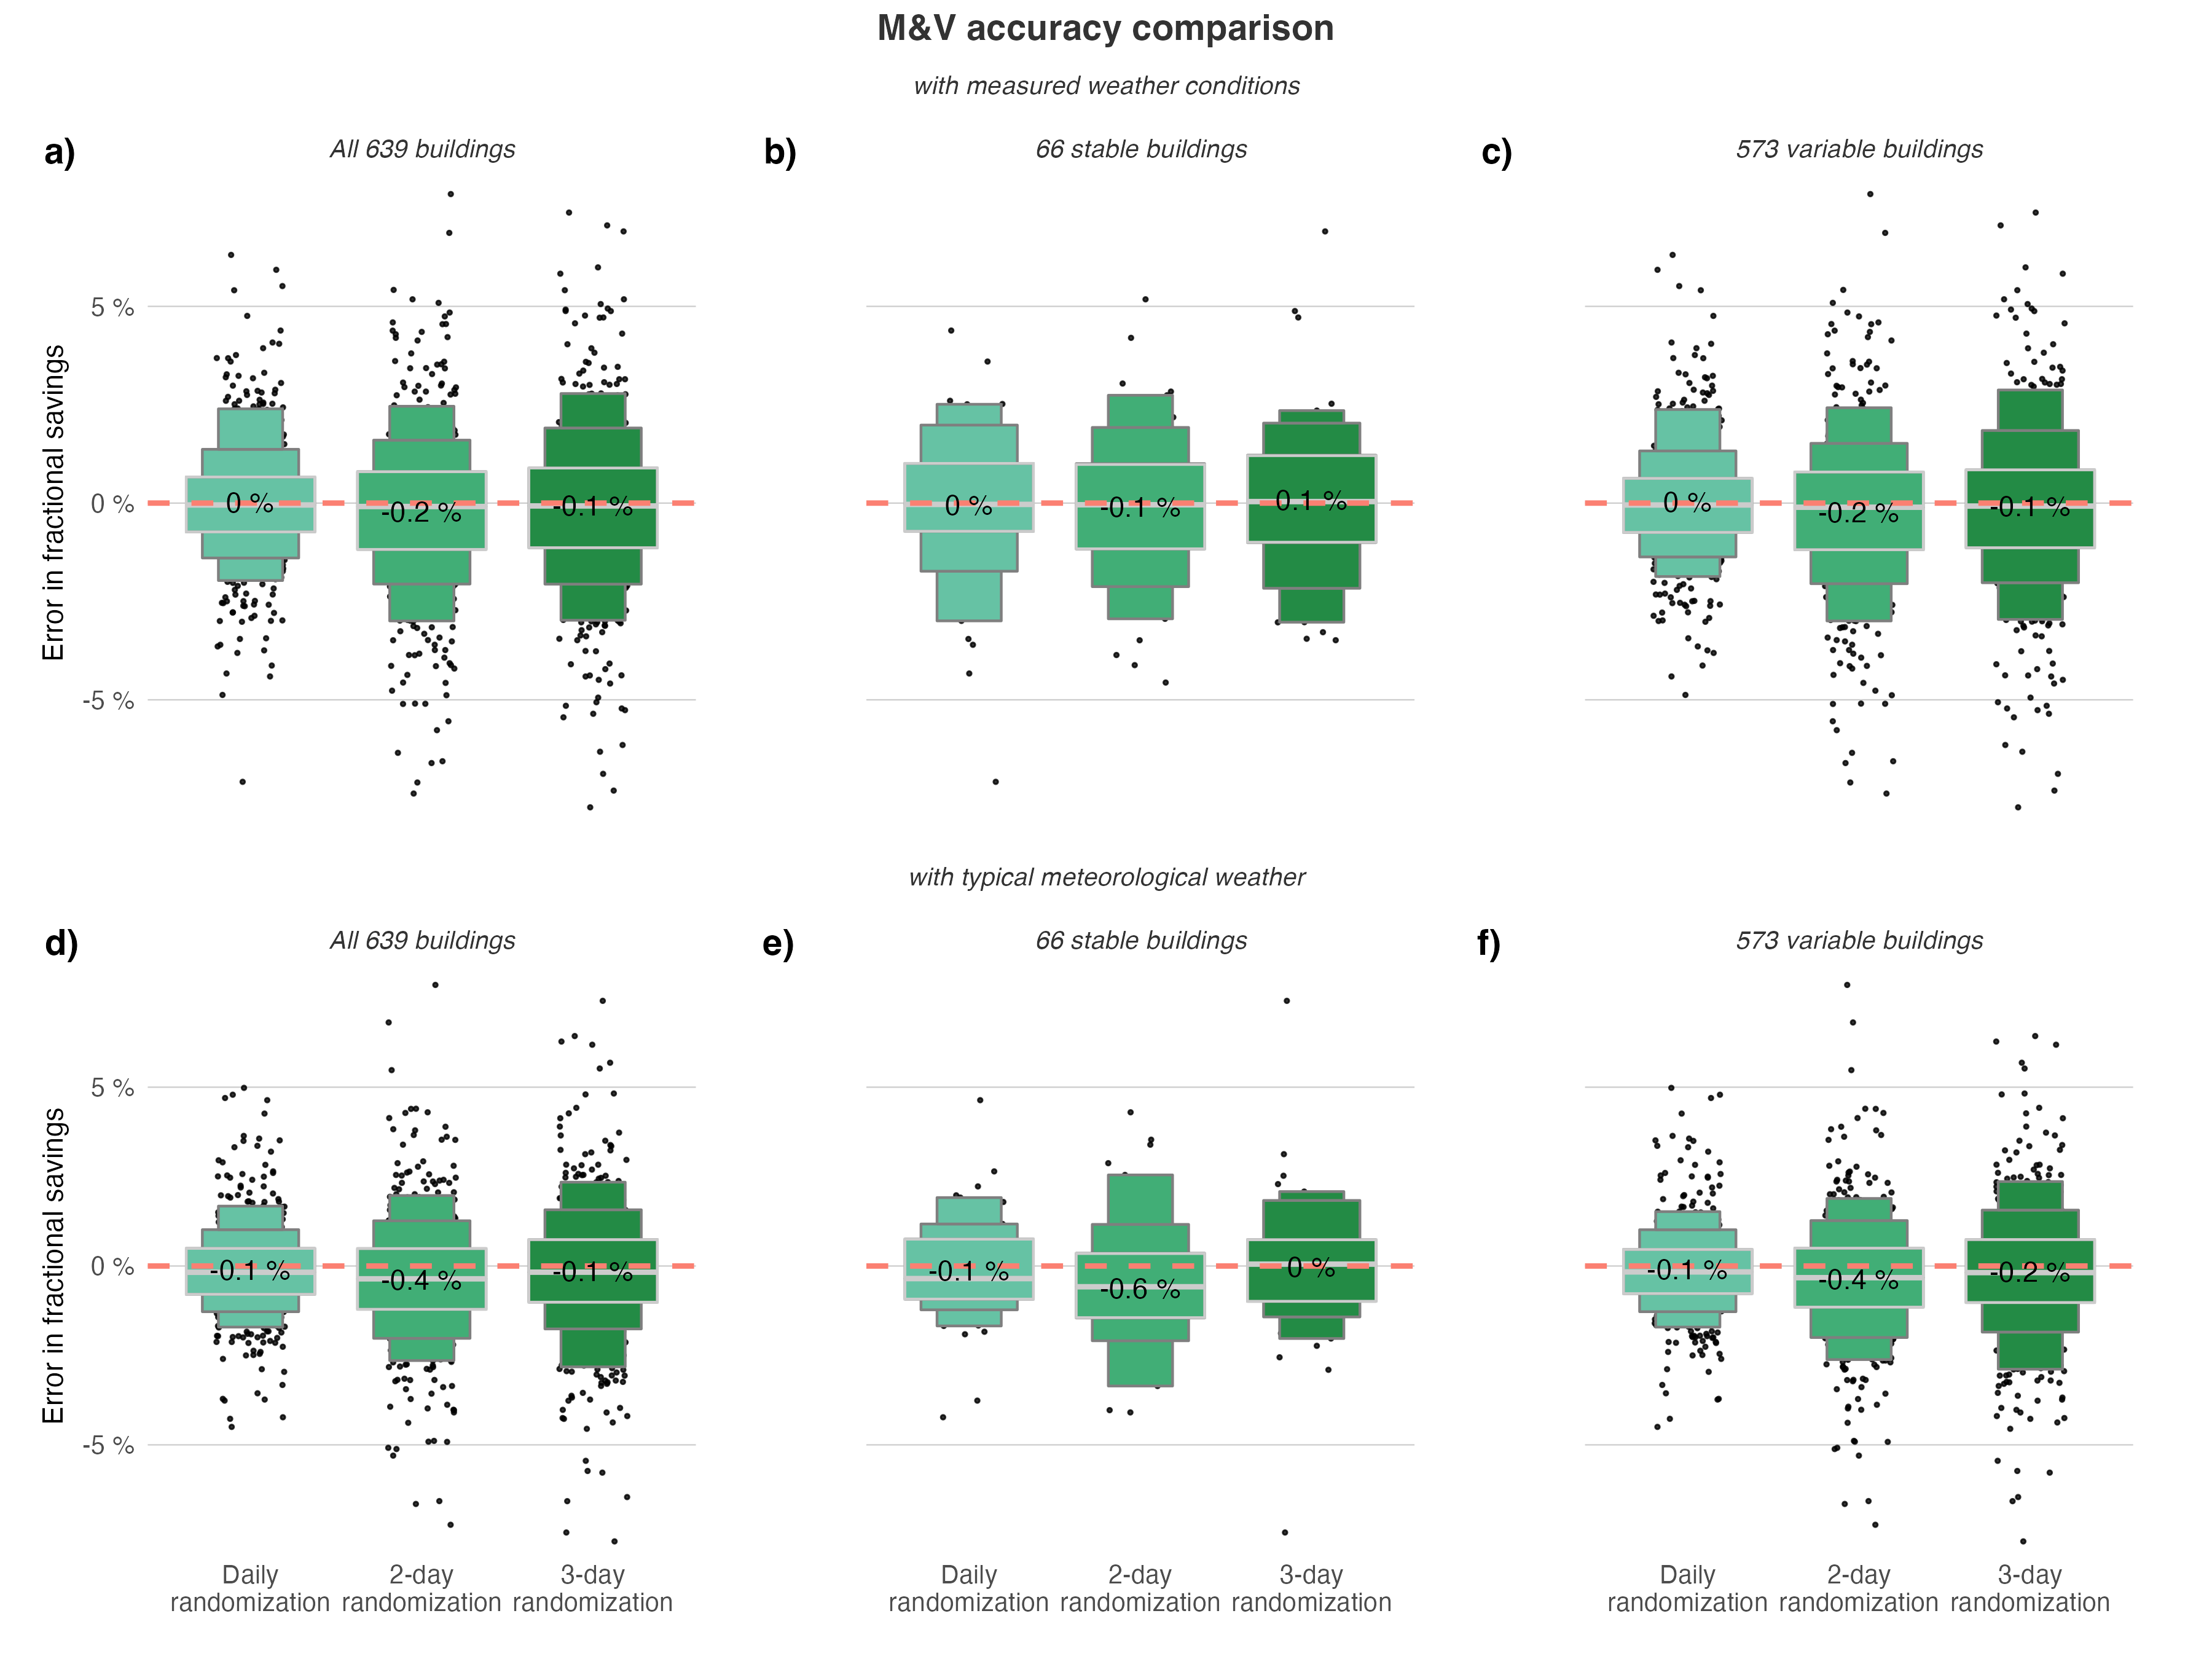 M&V accuracy comparison
with measured weather conditions
a)
All 639 buildings
b)
66 stable buildings
c)
573 variable buildings
Error in fractional savings
5 %
0 %
-5 %
0 %
-0.2 %
-0.1 %
0 %
-0.1 %
0.1 %
0 %
-0.2 %
-0.1 %
with typical meteorological weather
d)
All 639 buildings
e)
66 stable buildings
f)
573 variable buildings
Error in fractional savings
5 %
0 %
-5 %
-0.1 %
-0.4 %
-0.1 %
-0.1 %
-0.6 %
0 %
-0.1 %
-0.4 %
-0.2 %
Daily
randomization
2-day
randomization
3-day
randomization
Daily
randomization
2-day
randomization
3-day
randomization
Daily
randomization
2-day
randomization
3-day
randomization